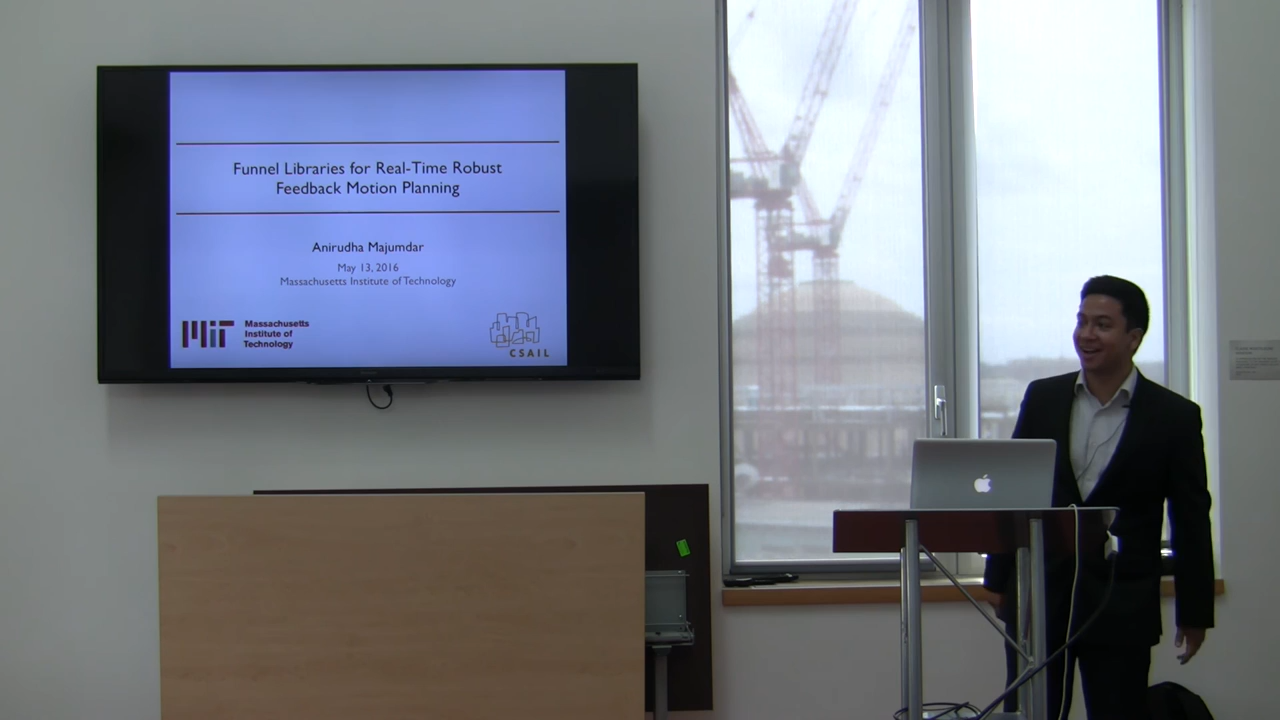 Funnel Libraries for Real-Time Robust
Feedback Motion Planning
Anirudha Majumdar
May 13, 2016
Massachusetts Institute of Technology
MIT
Massachusetts
Institute of
Technology
CSAIL